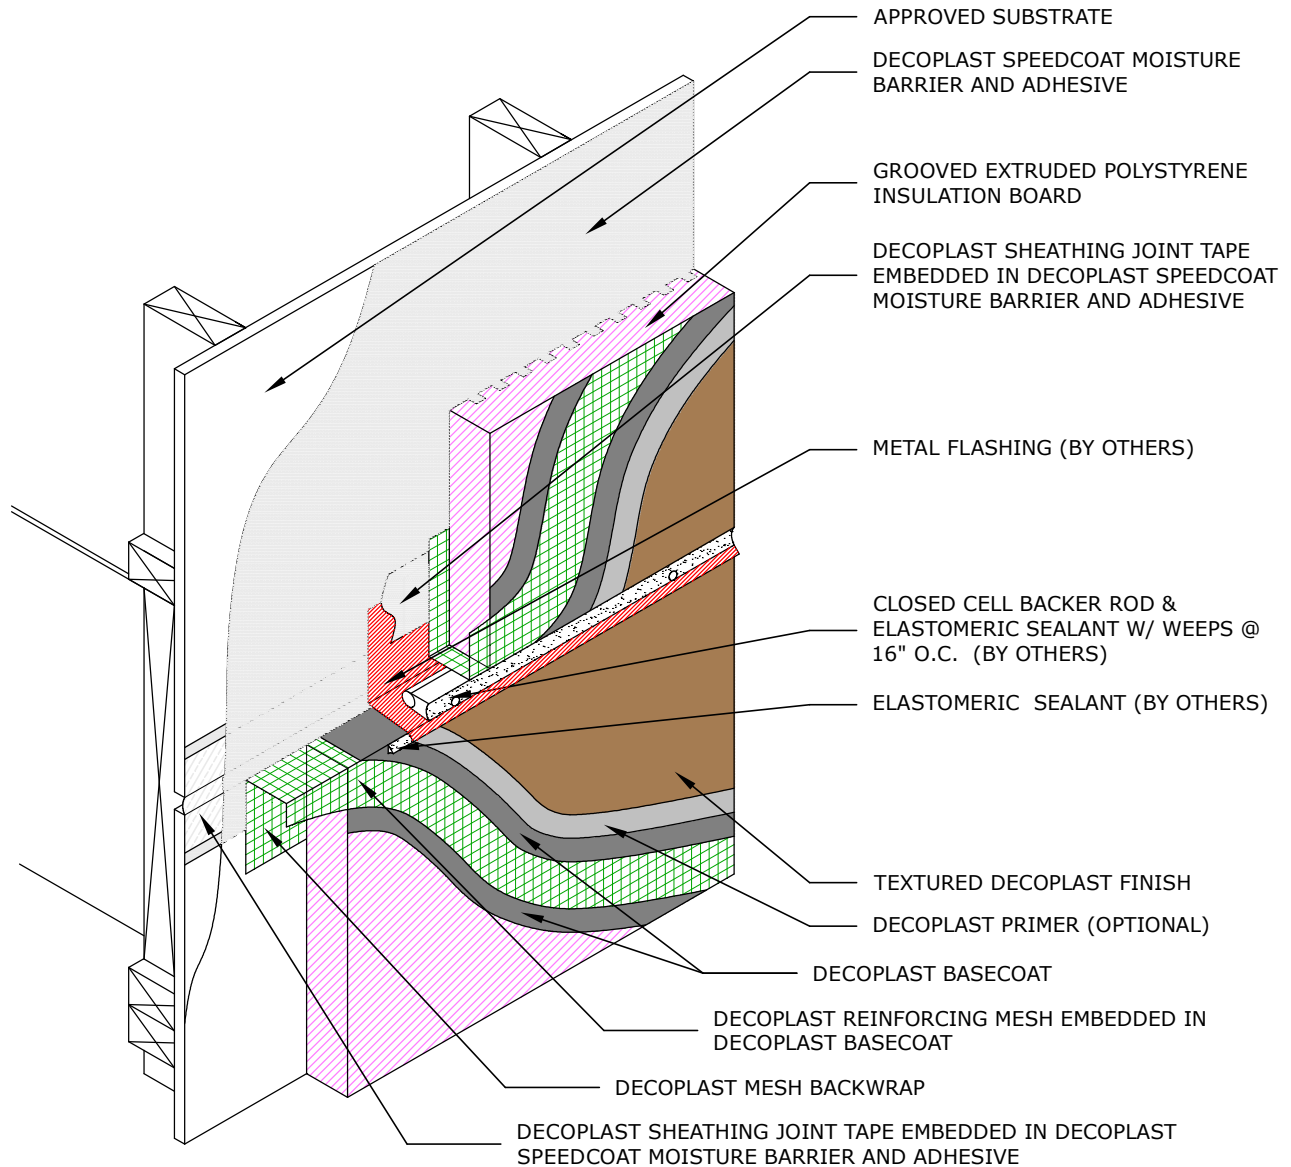 APPROVED SUBSTRATE
DECOPLAST SPEEDCOAT MOISTURE
BARRIER AND ADHESIVE
GROOVED EXTRUDED POLYSTYRENE
INSULATION BOARD
DECOPLAST SHEATHING JOINT TAPE
EMBEDDED IN DECOPLAST SPEEDCOAT
MOISTURE BARRIER AND ADHESIVE
METAL FLASHING (BY OTHERS)
CLOSED CELL BACKER ROD &
ELASTOMERIC SEALANT W/ WEEPS @
16" O.C. (BY OTHERS)
ELASTOMERIC SEALANT (BY OTHERS)
TEXTURED DECOPLAST FINISH
DECOPLAST PRIMER (OPTIONAL)
DECOPLAST BASECOAT
DECOPLAST REINFORCING MESH EMBEDDED IN
DECOPLAST BASECOAT
DECOPLAST MESH BACKWRAP
DECOPLAST SHEATHING JOINT TAPE EMBEDDED IN DECOPLAST
SPEEDCOAT MOISTURE BARRIER AND ADHESIVE